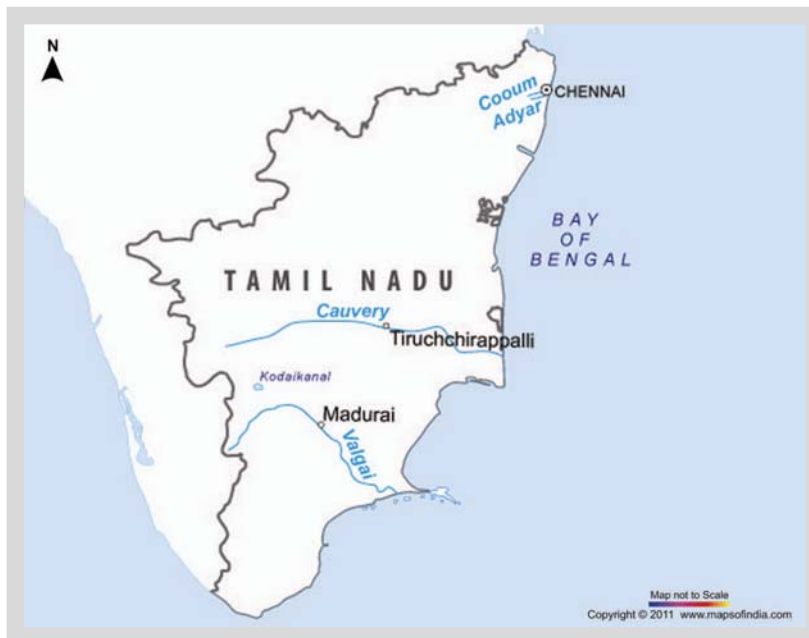 N
Cooum
CHENNAI
Adyar
BAY
OF
BENGAL
TAMIL NADU
Cauvery
Tiruchchirappalli
Kodaikanal
Madurai
Valgai
Map not to Scale
Copyright © 2011 www.mapsofindia.com